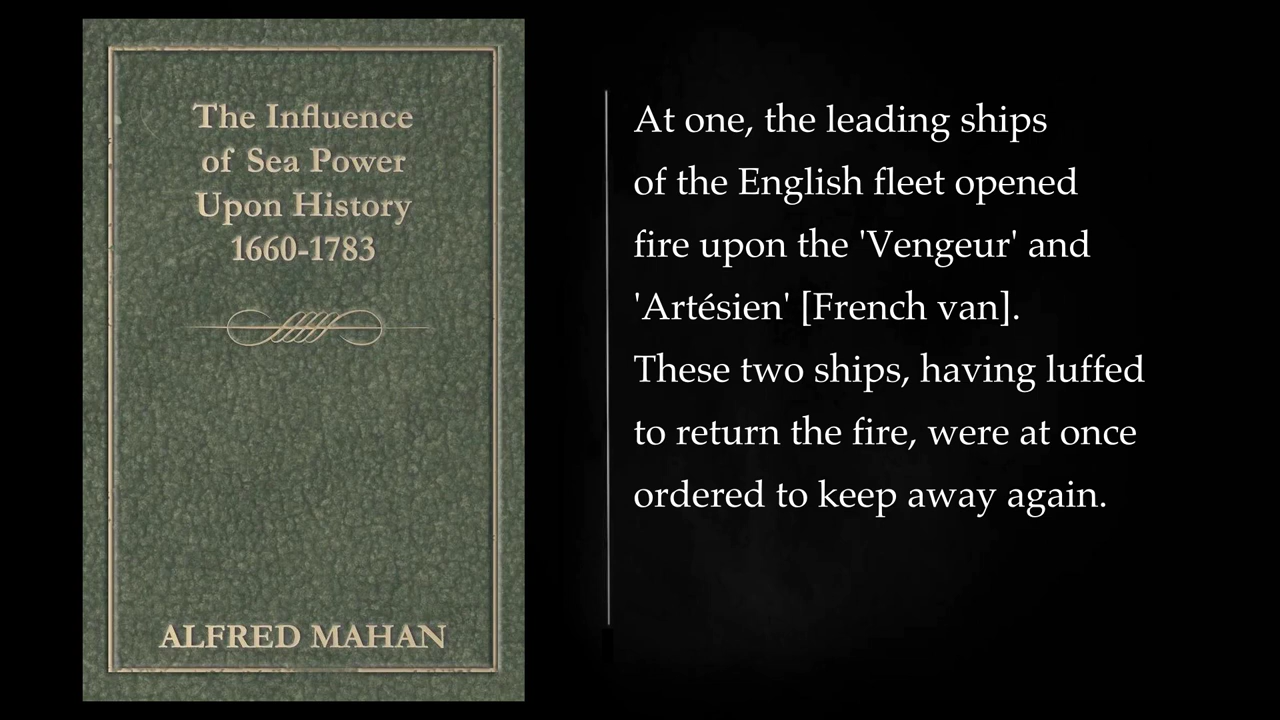 The Influence
of Sea Power
Upon History
1660-1783
ALFRED MAHAN
At one, the leading ships
of the English fleet opened
fire upon the 'Vengeur' and
'Artésien' [French van].
These two ships, having luffed
to return the fire, were at once
ordered to keep away again.